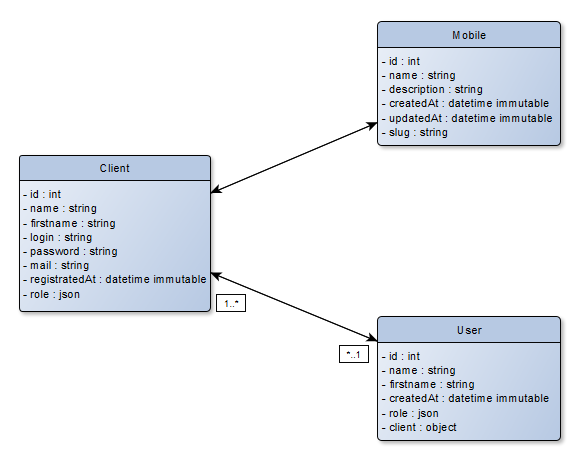 Mobile
- id : int
- name : string
- description : string
- createdAt : datetime immutable
- updatedAt : datetime immutable
- slug : string
Client
- id : int
- name : string
- firstname : string
- login : string
- password : string
- mail : string
- registratedAt : datetime immutable
- role : json
1..*
*..1
User
- id : int
- name : string
- firstname : string
- createdAt : datetime immutable
- role : json
- client : object